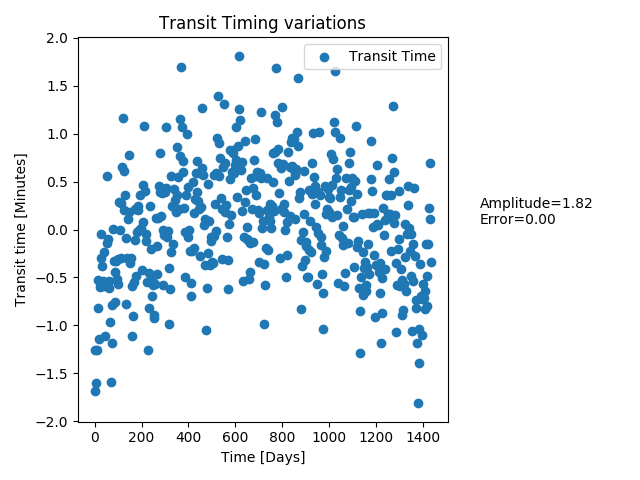 Transit Timing variations
Transit Time
2.0
1.5
1.0
0.5
0.0
−0.5
−1.0
−1.5
−2.0
Transit time [Minutes]
0 200 400 600 800 1000 1200 1400
Time [Days]
Amplitude=1.82
Error=0.00